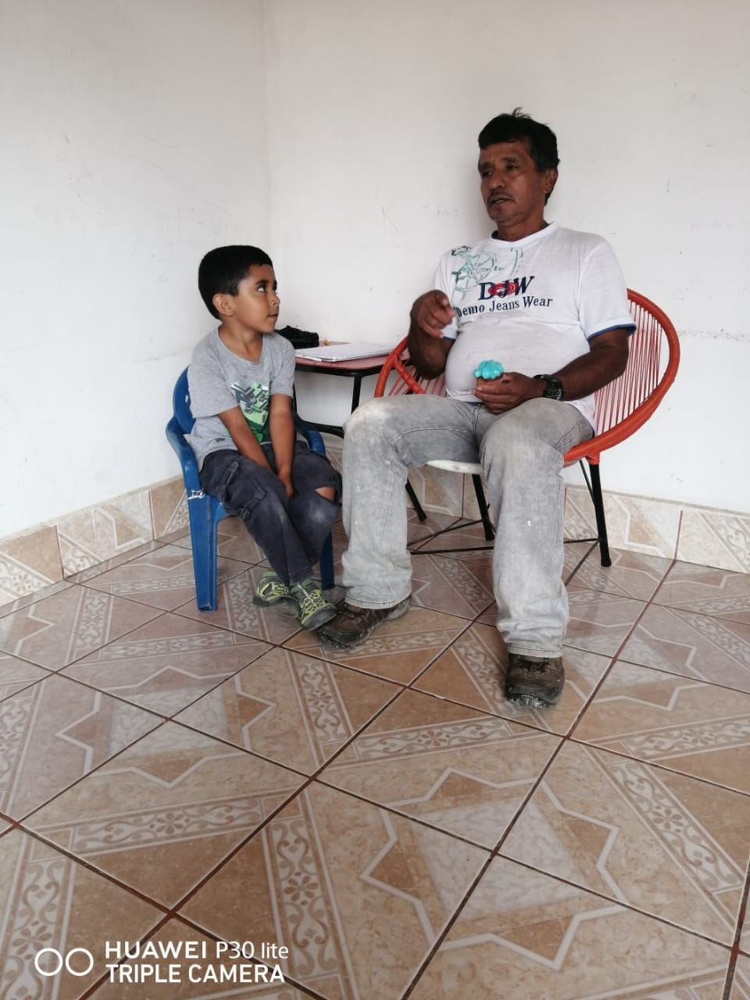 DJW
Demo Jeans Wear
HUAWEI P30 lite
TRIPLE CAMERA